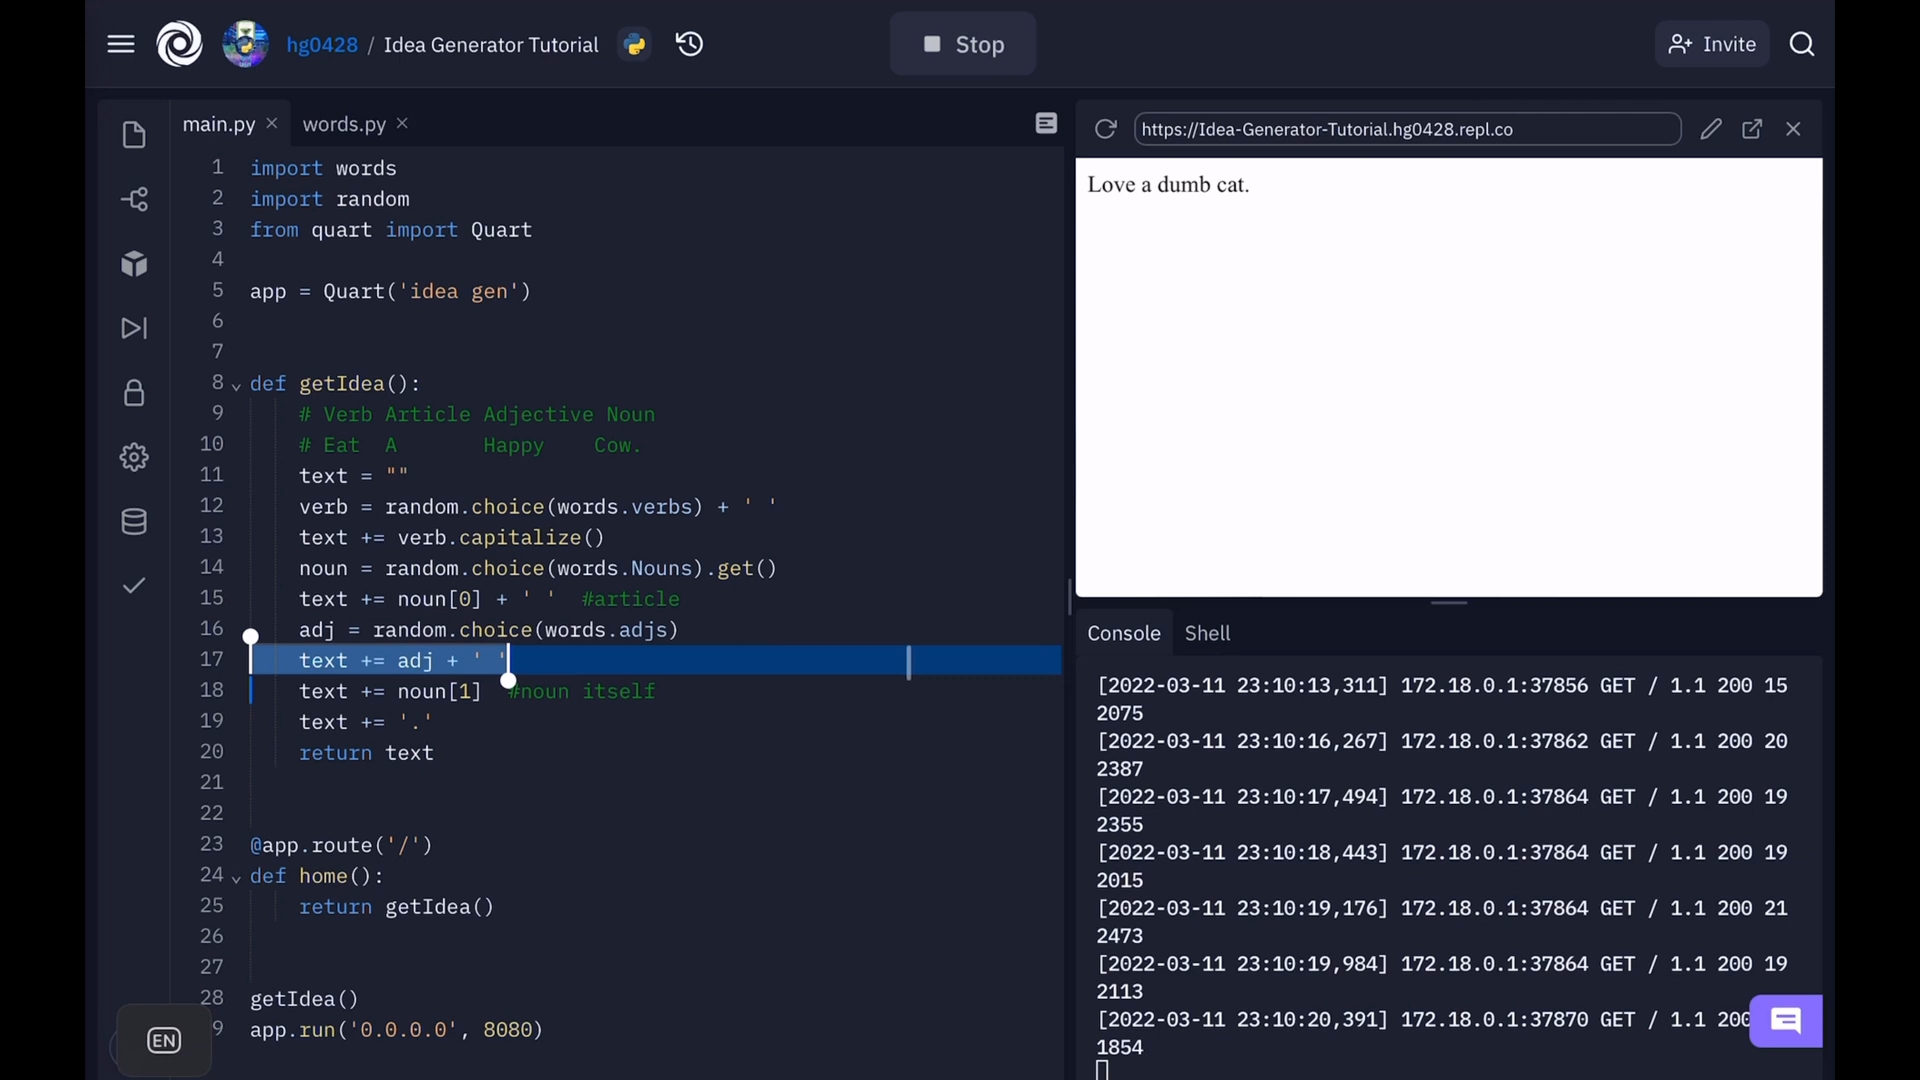 hg0428 / Idea Generator Tutorial
Stop
Invite
main.py
words.py
1 import words
2 import random
3 from quart import Quart
4
5 app = Quart('idea gen')
6
7
8 def getIdea():
9 # Verb Article Adjective Noun
10 # Eat A Happy Cow.
11 text = ""
12 verb = random.choice(words.verbs) + ' '
13 text += verb.capitalize()
14 noun = random.choice(words.Nouns).get()
15 text += noun[0] + ' ' #article
16 adj = random.choice(words.adjs)
17 text += adj + ' '
18 text += noun[1] #noun itself
19 text += '.'
20 return text
21
22
23 @app.route('/')
24 def home():
25 return getIdea()
26
27
28 getIdea()
9 app.run('0.0.0.0', 8080)
EN
https://Idea-Generator-Tutorial.hg0428.repl.co
Love a dumb cat.
Console
Shell
[2022-03-11 23:10:13,311] 172.18.0.1:37856 GET / 1.1 200 15
2075
[2022-03-11 23:10:16,267] 172.18.0.1:37862 GET / 1.1 200 20
2387
[2022-03-11 23:10:17,494] 172.18.0.1:37864 GET / 1.1 200 19
2355
[2022-03-11 23:10:18,443] 172.18.0.1:37864 GET / 1.1 200 19
2015
[2022-03-11 23:10:19,176] 172.18.0.1:37864 GET / 1.1 200 21
2473
[2022-03-11 23:10:19,984] 172.18.0.1:37864 GET / 1.1 200 19
2113
[2022-03-11 23:10:20,391] 172.18.0.1:37870 GET / 1.1 200
1854